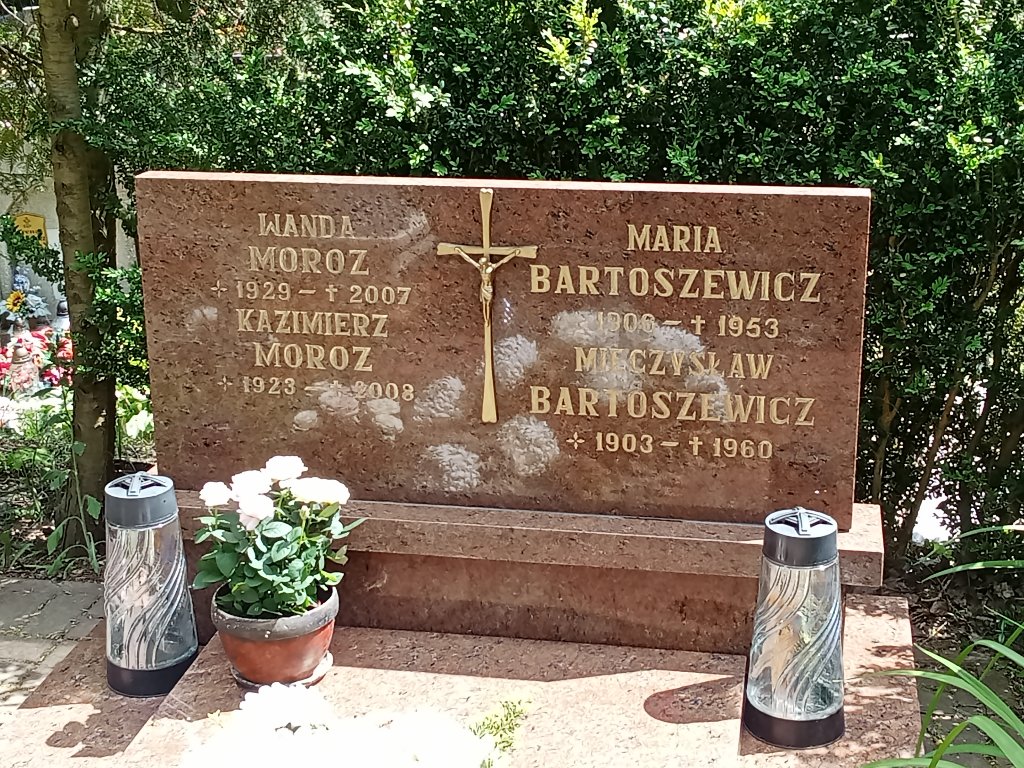 WANDA
MOROZ
✧ 1929 – ✝ 2007
KAZIMIERZ
MOROZ
✧ 1923 – ✝ 2008
MARIA
BARTOSZEWICZ
✧ 1906 – ✝ 1953
MIECZYSŁAW
BARTOSZEWICZ
✧ 1903 – ✝ 1960